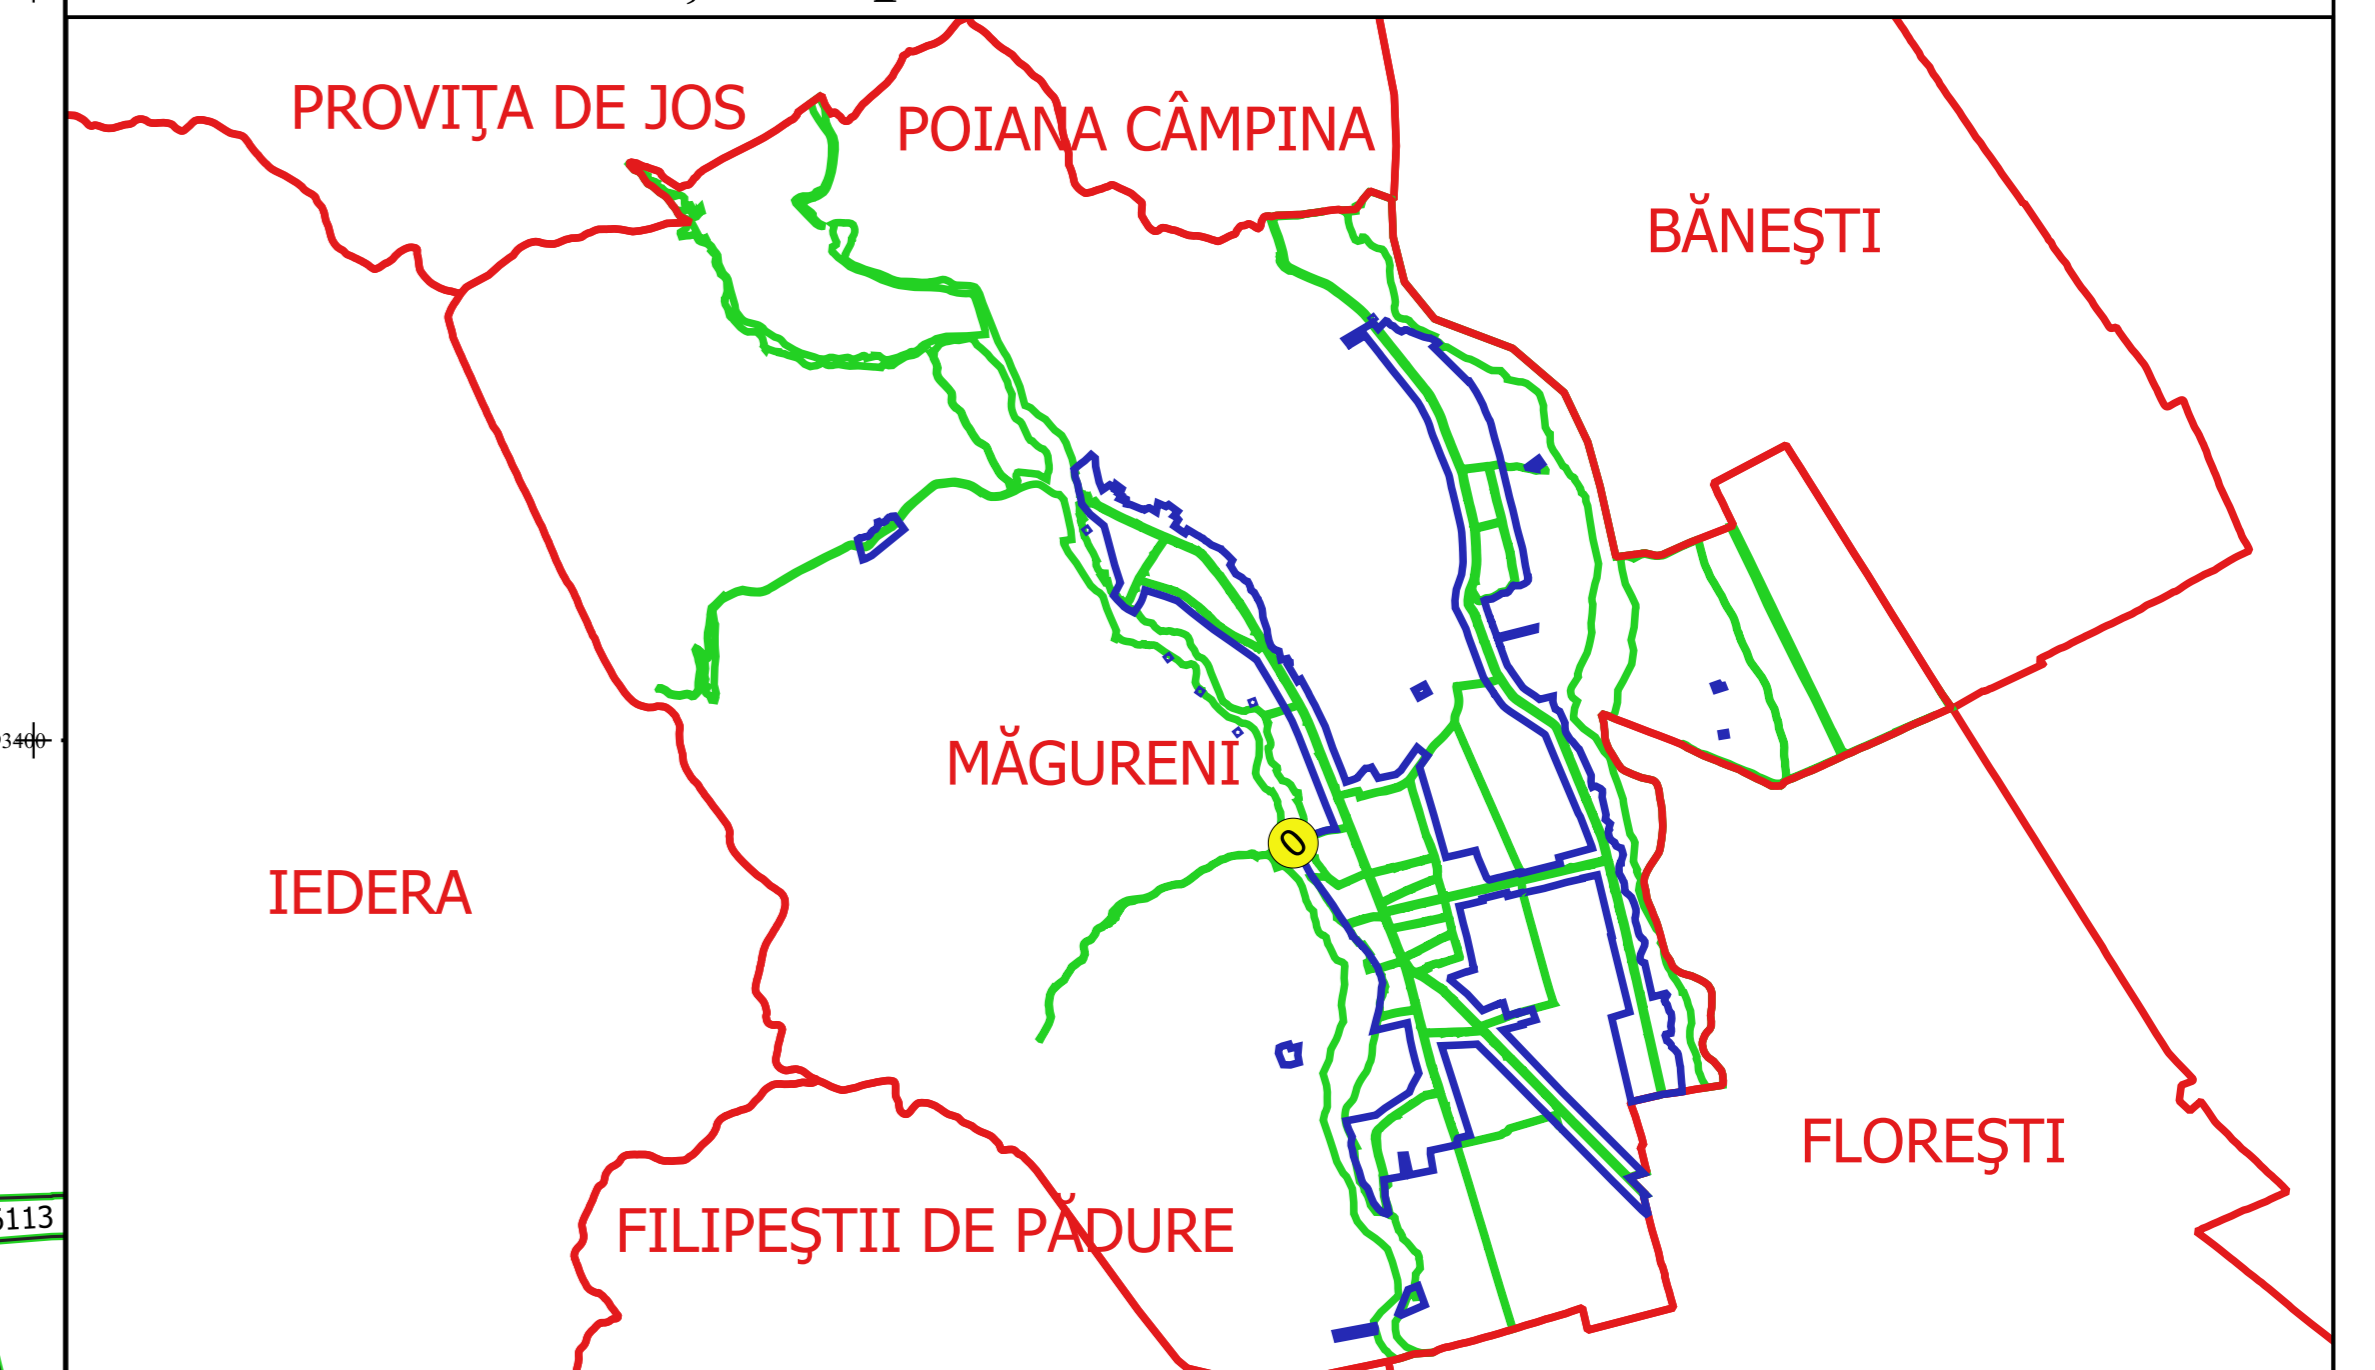 PROVIŢA DE JOS
POIANA CÂMPINA
BĂNEŞTI
MĂGURENI
0
IEDERA
FLOREŞTI
FILIPEŞTII DE PĂDURE